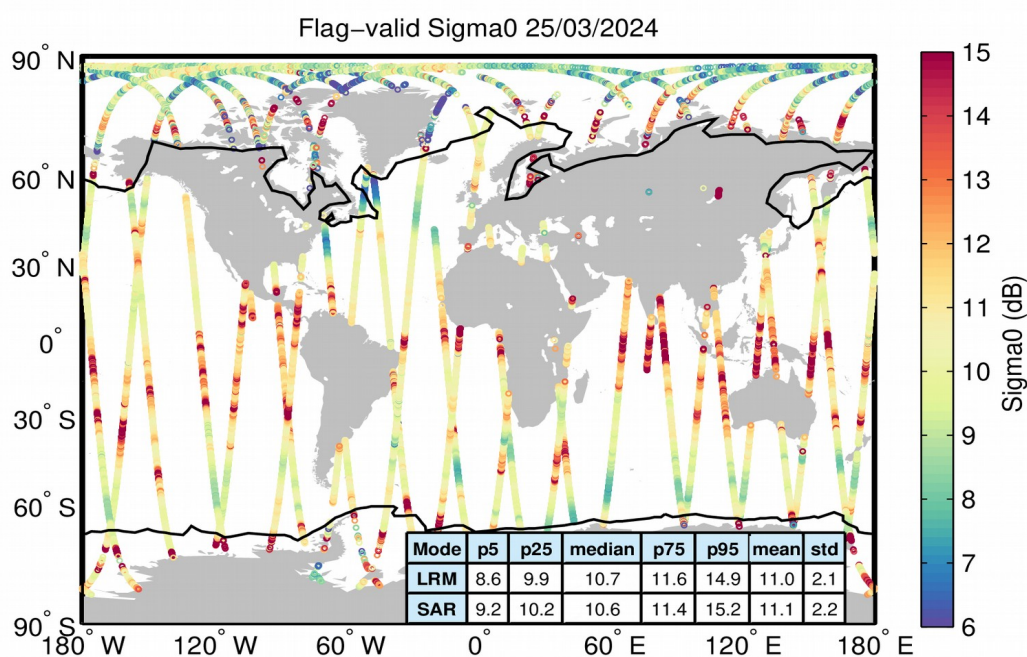 Flag−valid Sigma0 25/03/2024
90° N
60° N
30° N
0°
30° S
60° S
90° S
180° W
120° W
60° W
0°
60° E
120° E
180° E
Mode p5 p25 median p75 p95 mean std
LRM 8.6 9.9 10.7 11.6 14.9 11.0 2.1
SAR 9.2 10.2 10.6 11.4 15.2 11.1 2.2
15
14
13
12
11
10
9
8
7
6
Sigma0 (dB)